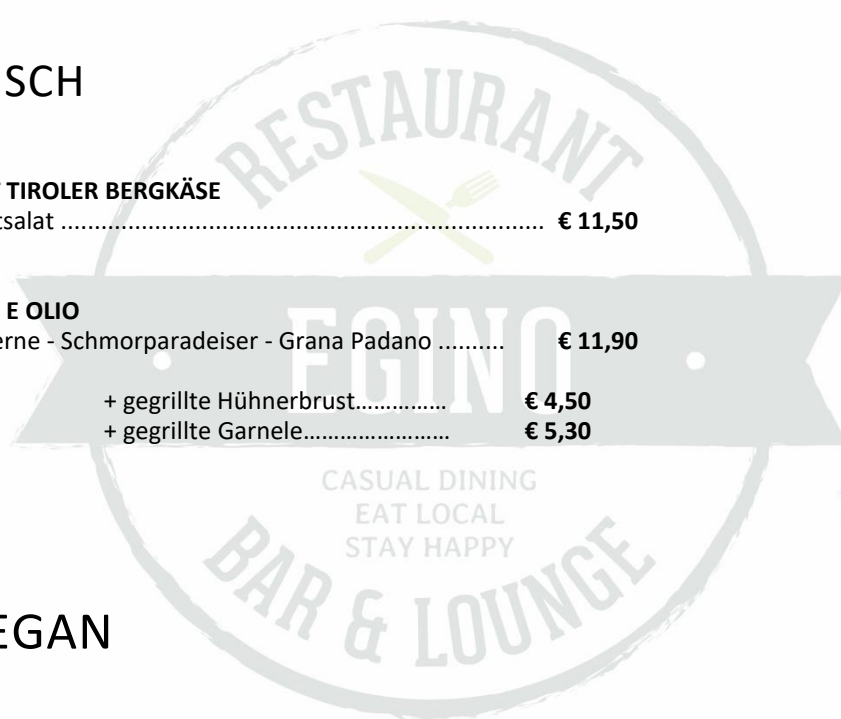 SCH
TIROLER BERGKÄSE
tsalat ........................................................................ € 11,50
E OLIO
erne - Schmorparadeiser - Grana Padano .......... € 11,90
+ gegrillte Hühnerbrust…………… € 4,50
+ gegrillte Garnele…………………… € 5,30
EGAN
RESTAURANT
EGINO
CASUAL DINING
EAT LOCAL
STAY HAPPY
BAR & LOUNGE